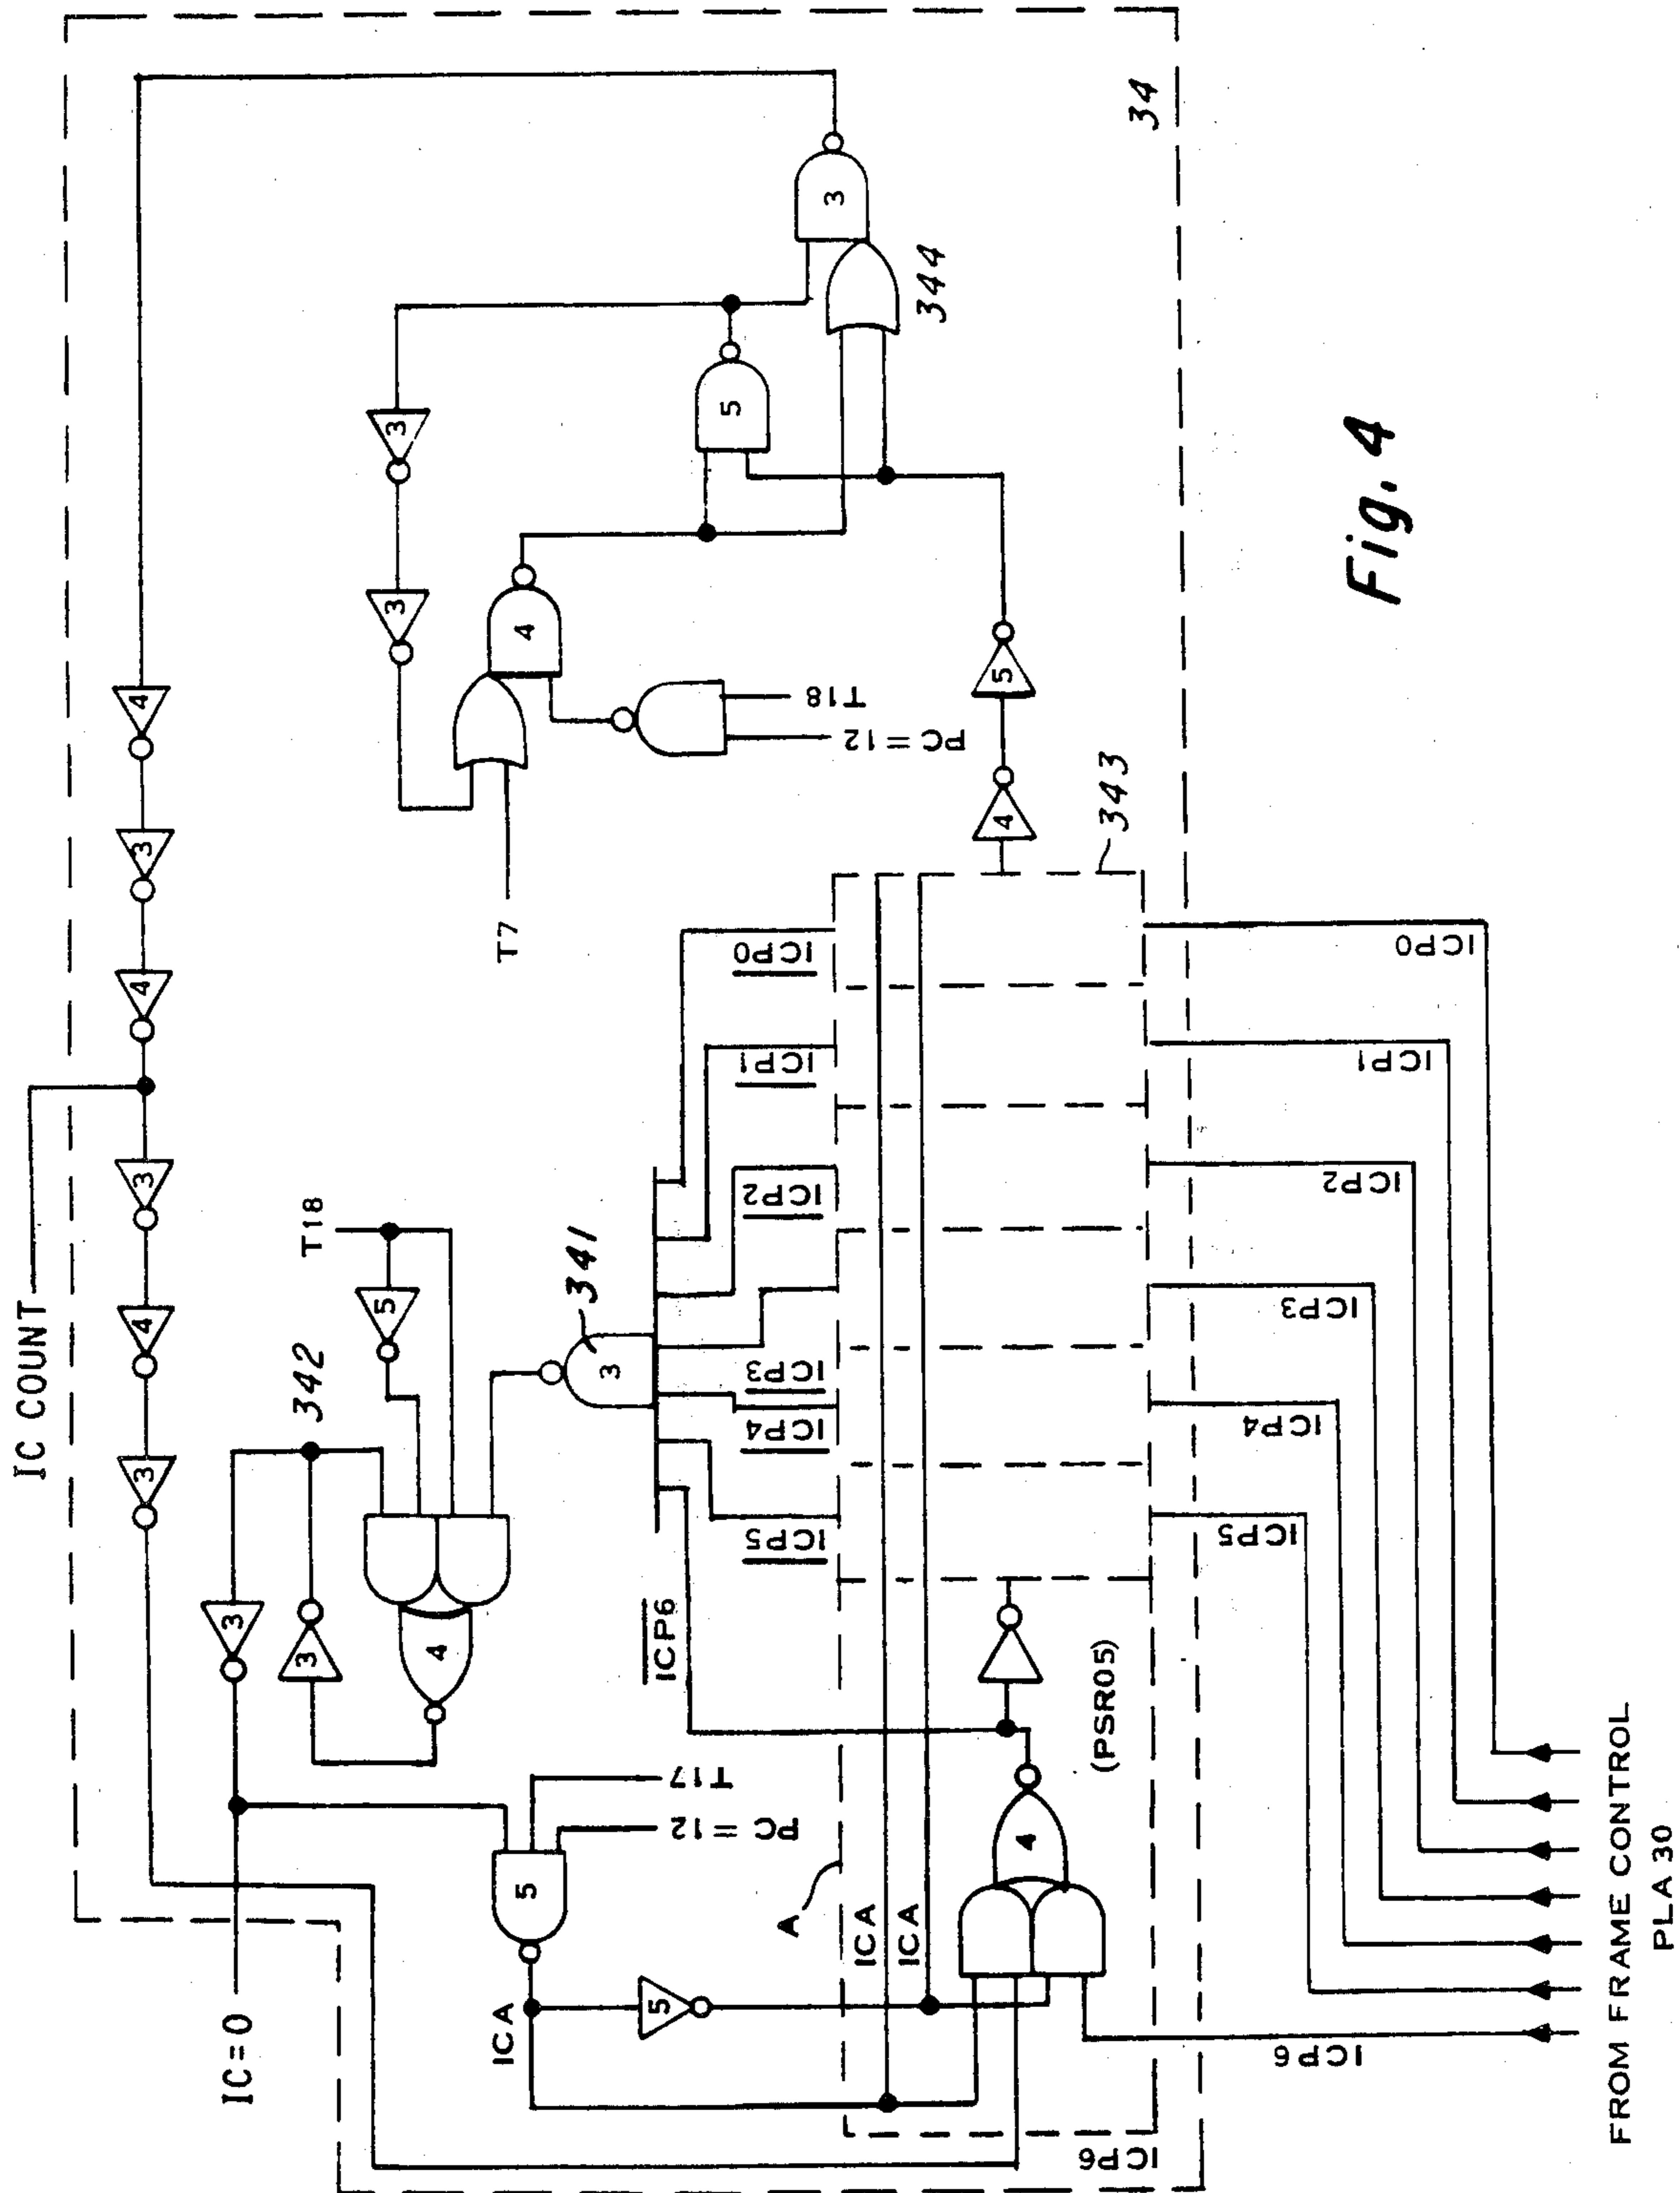 IC COUNT
4
3
4
3
4
3
34
3
344
5
3
3
4
T18
PC = 12
T7
5
4
343
T18
5
342
3
341
3
4
3
IC = 0
T17
PC = 12
5
ICA
5
ICP0
ICP1
ICP2
ICP3
ICP4
ICP5
ICP6
A
ICA
ICA
4
(PSR05)
ICP6
ICP0
ICP1
ICP2
ICP3
ICP4
ICP5
ICP6
FROM FRAME CONTROL
PLA 30
Fig. 4